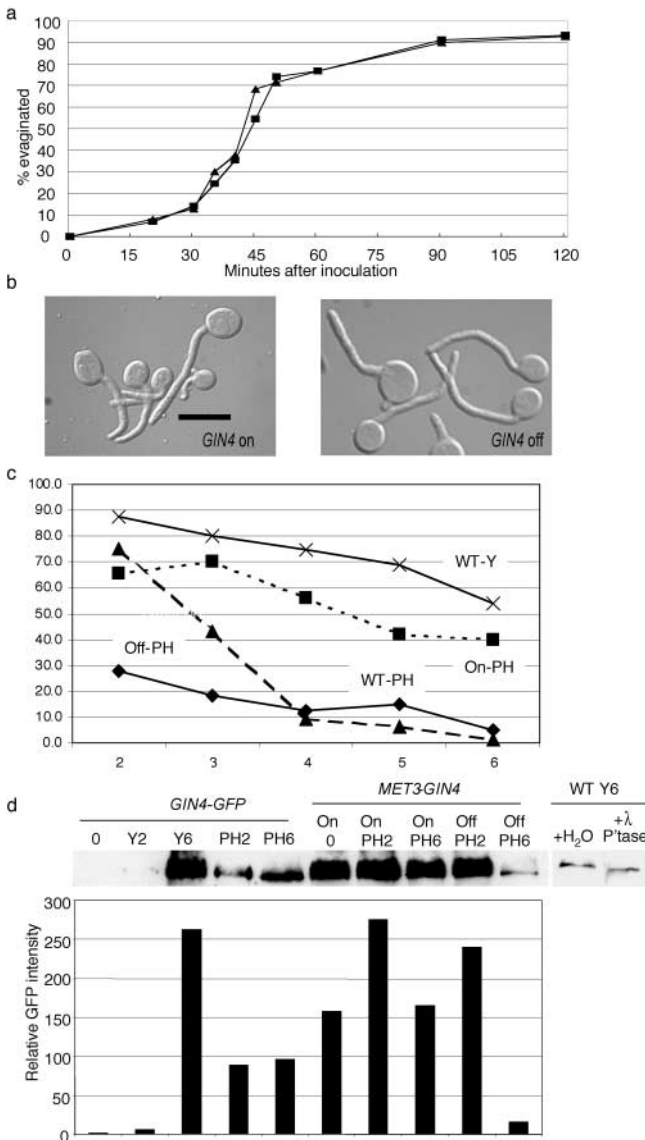 a
100
90
80
70
60
50
40
30
20
10
0
% evaginated
0 15 30 45 60 75 90 105 120
Minutes after inoculation
b
GIN4 on
GIN4 off
c
100.0
90.0
80.0
70.0
60.0
50.0
40.0
30.0
20.0
10.0
0.0
WT-Y
Off-PH
WT-PH
On-PH
2 3 4 5 6
d
GIN4-GFP
MET3-GIN4
WT Y6
0 Y2 Y6 PH2 PH6
On 0
On PH2
On PH6
Off PH2
Off PH6
+H₂O
+λ P'tase
300
250
200
150
100
50
0
Relative GFP intensity